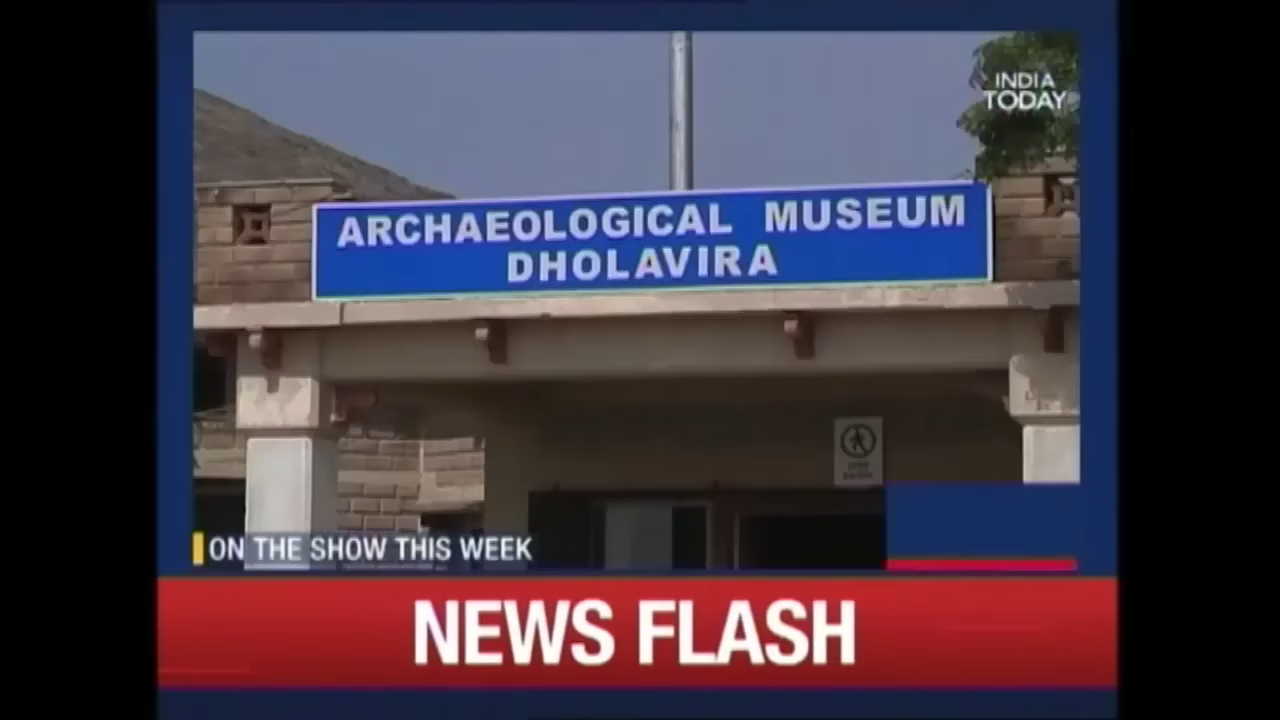 INDIA
TODAY
ARCHAEOLOGICAL MUSEUM
DHOLAVIRA
ON THE SHOW THIS WEEK
NEWS FLASH